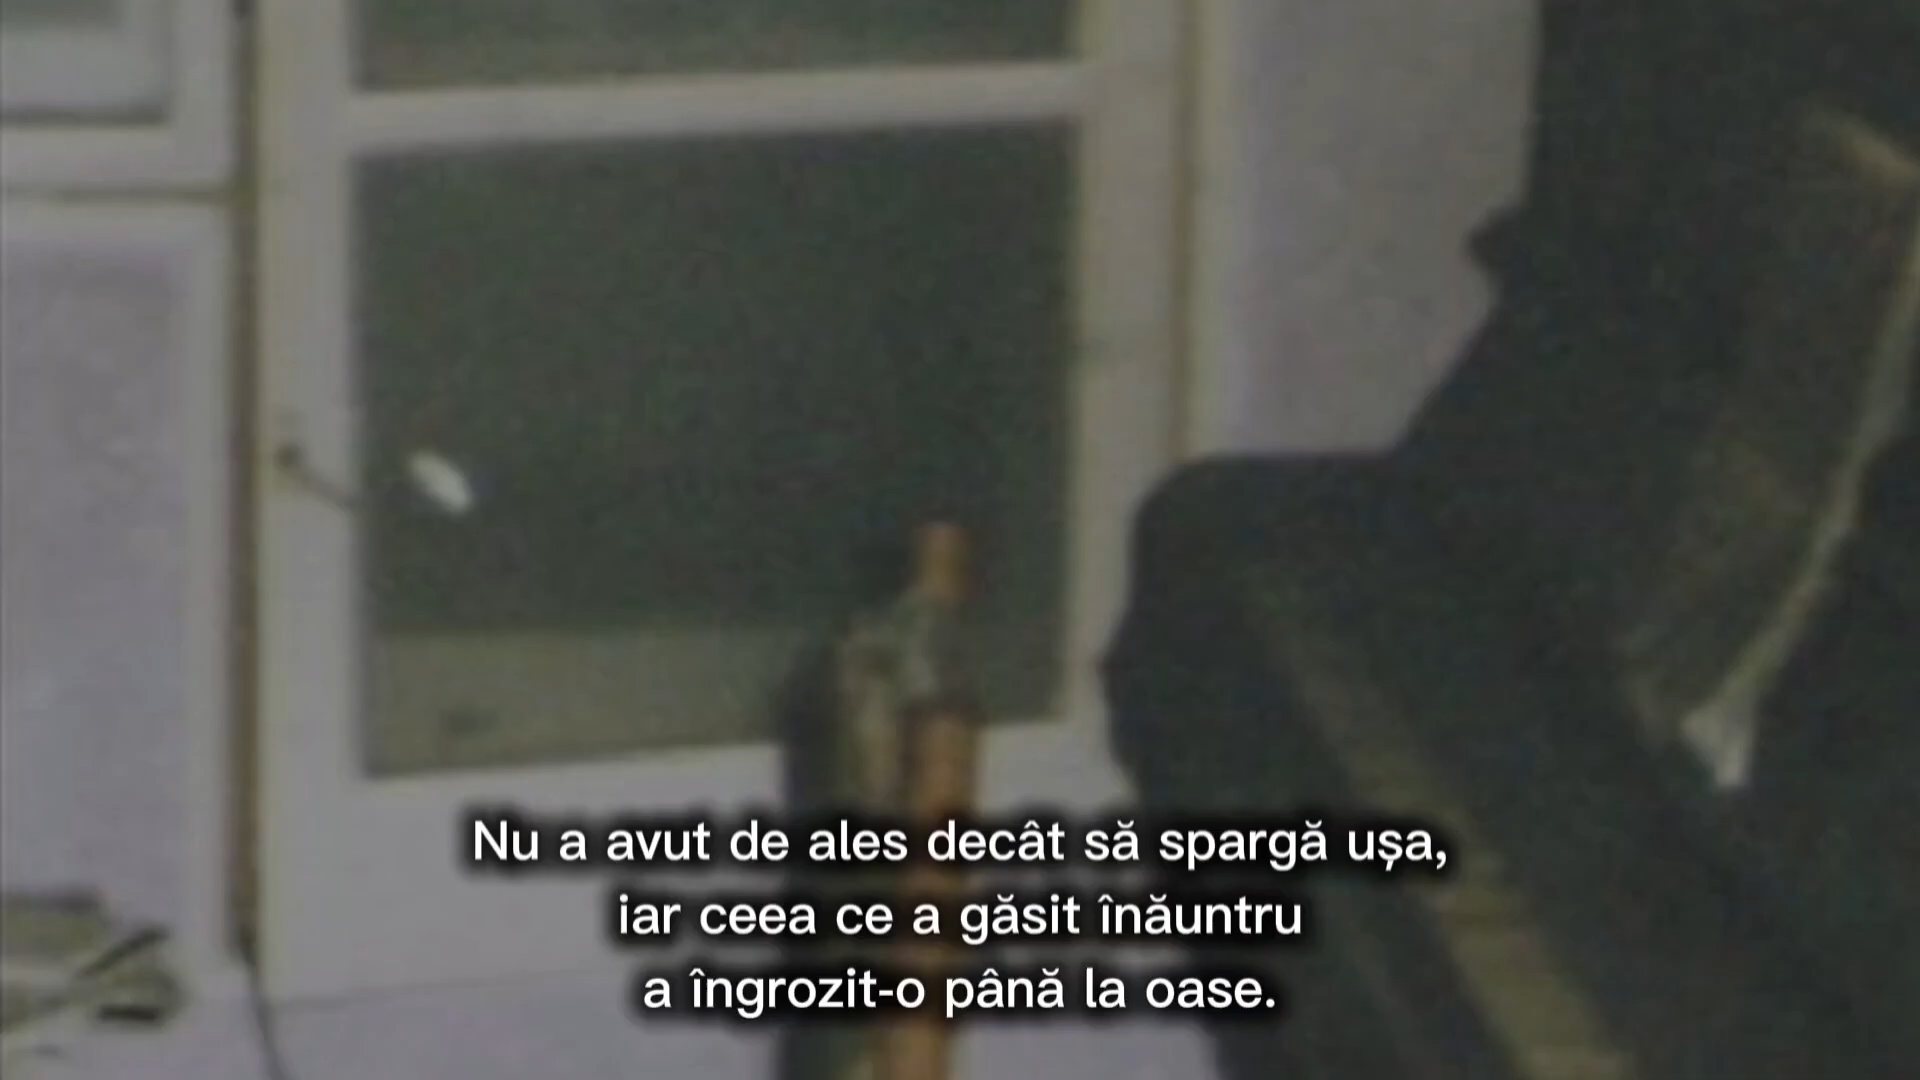 Nu a avut de ales decât să spargă ușa,
iar ceea ce a găsit înăuntru
a îngrozit-o până la oase.